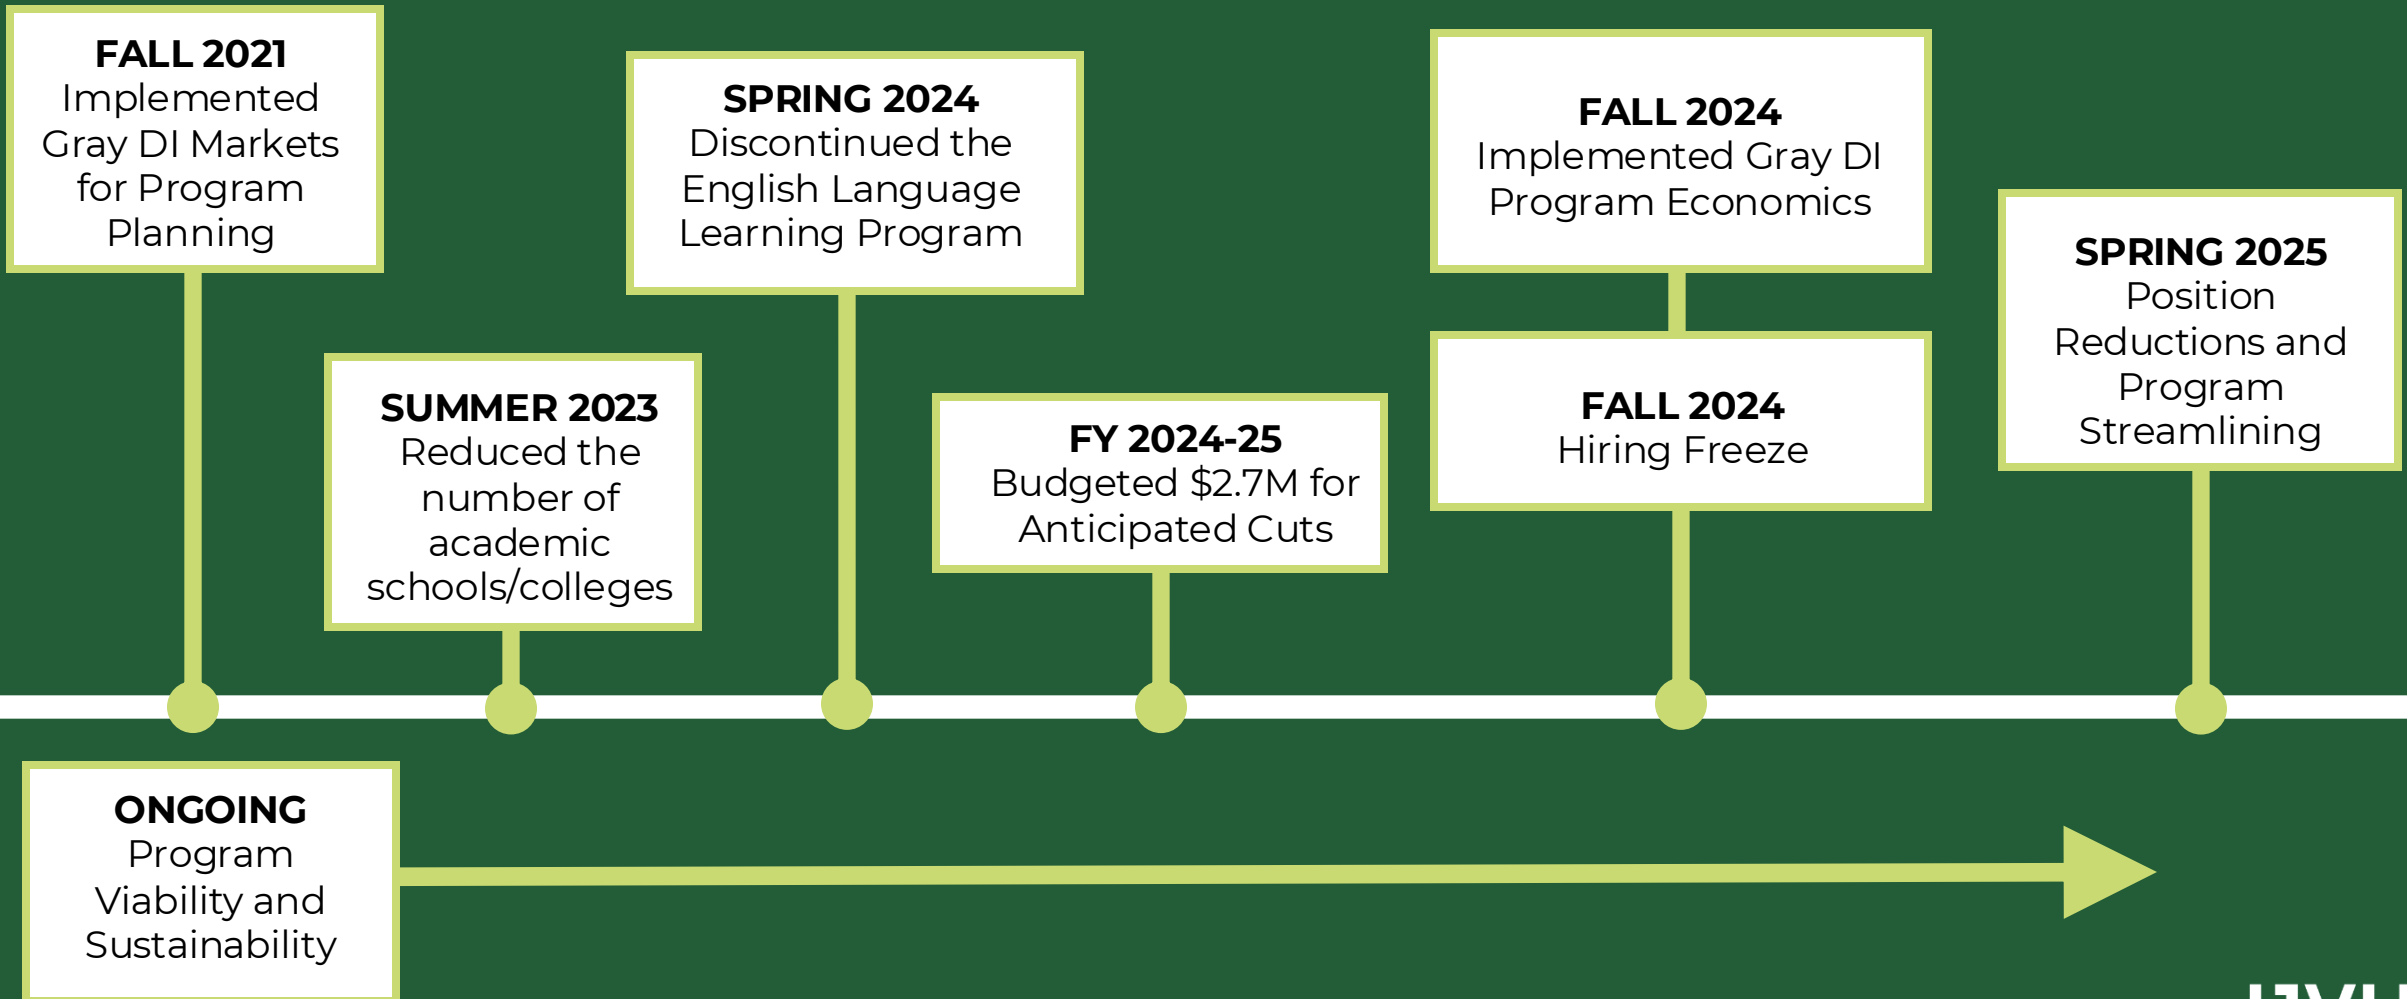 FALL 2021
Implemented
Gray DI Markets
for Program
Planning
SUMMER 2023
Reduced the
number of
academic
schools/colleges
SPRING 2024
Discontinued the
English Language
Learning Program
FY 2024-25
Budgeted $2.7M for
Anticipated Cuts
FALL 2024
Implemented Gray DI
Program Economics
FALL 2024
Hiring Freeze
SPRING 2025
Position
Reductions and
Program
Streamlining
ONGOING
Program
Viability and
Sustainability